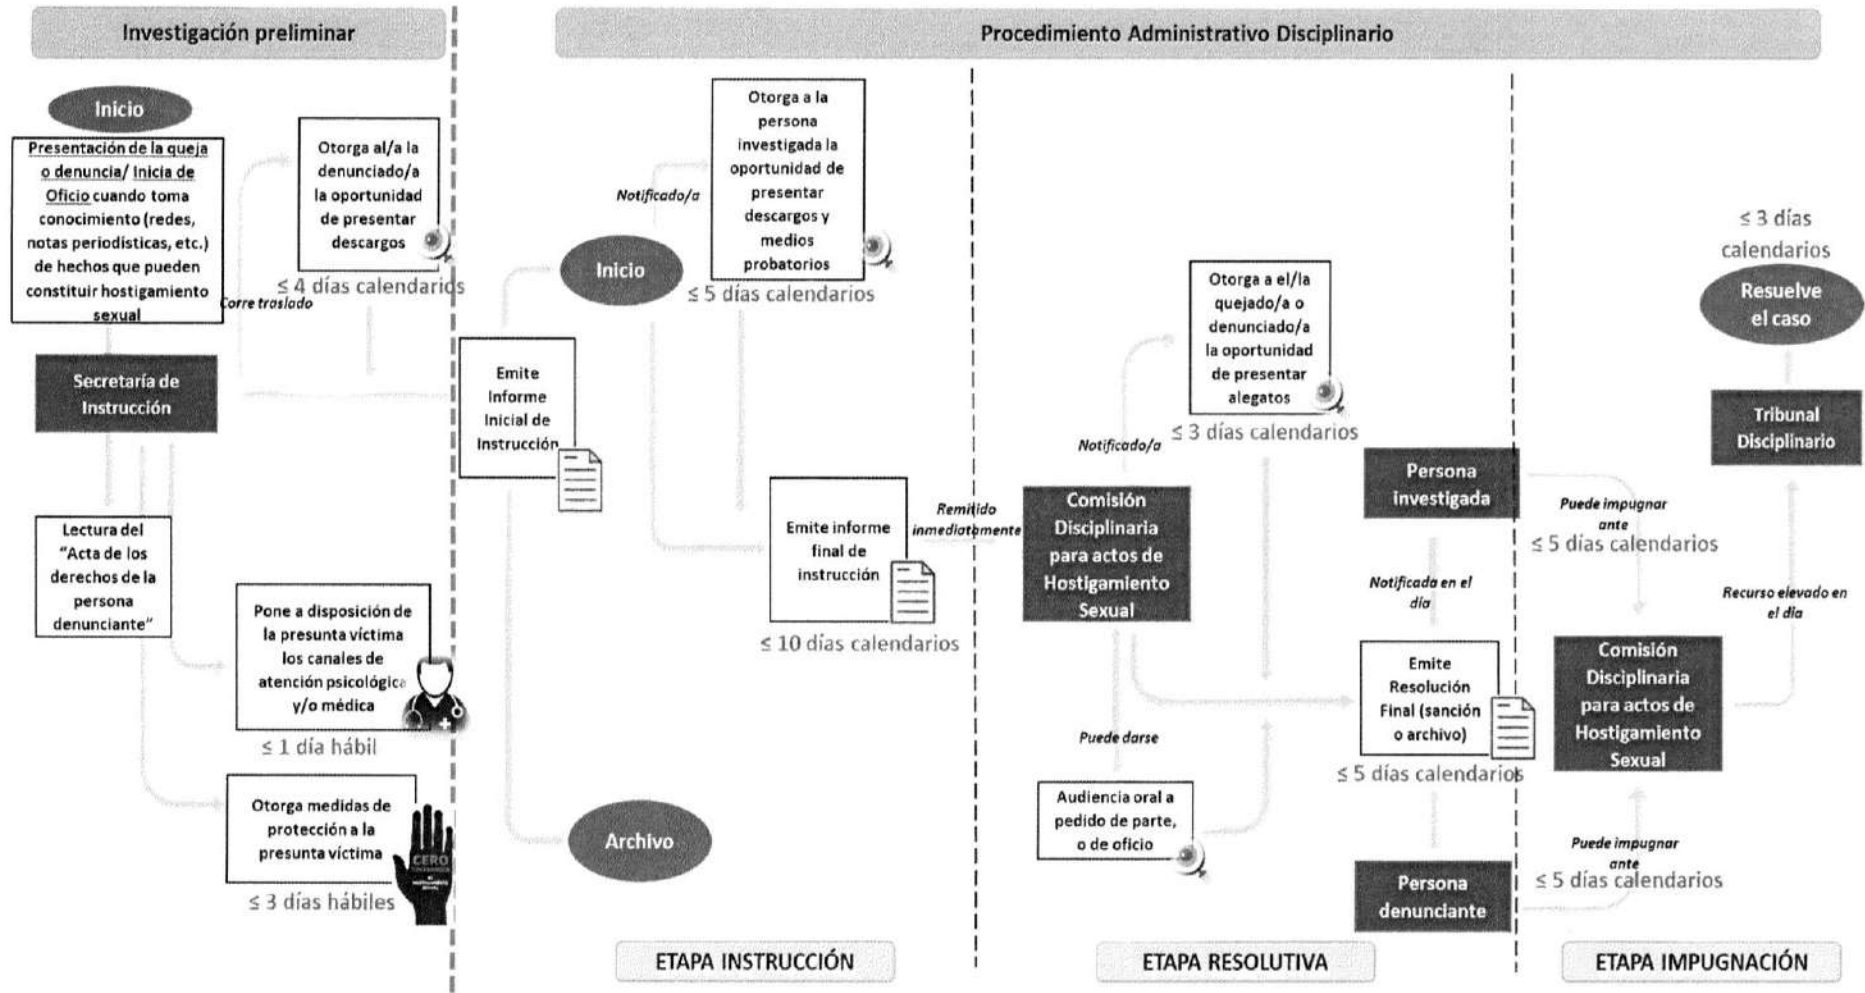 Investigación preliminar
Procedimiento Administrativo Disciplinario
Inicio
Presentación de la queja
o denuncia/ Inicia de
Oficio cuando toma
conocimiento (redes,
notas periodísticas, etc.)
de hechos que pueden
constituir hostigamiento
sexual
Corre traslado
Otorga al/a la
denunciado/a
la oportunidad
de presentar
descargos
≤ 4 días calendarios
Secretaría de
Instrucción
Lectura del
"Acta de los
derechos de la
persona
denunciante"
Pone a disposición de
la presunta víctima
los canales de
atención psicológica
y/o médica
≤ 1 día hábil
Otorga medidas de
protección a la
presunta víctima
CERO
≤ 3 días hábiles
Emite
Informe
Inicial de
Instrucción
Inicio
Notificado/a
Otorga a la
persona
investigada la
oportunidad de
presentar
descargos y
medios
probatorios
≤ 5 días calendarios
Emite informe
final de
instrucción
≤ 10 días calendarios
Remitido
inmediatamente
Archivo
ETAPA INSTRUCCIÓN
Otorga a el/la
quejado/a o
denunciado/a
la oportunidad
de presentar
alegatos
≤ 3 días calendarios
Notificado/a
Comisión
Disciplinaria
para actos de
Hostigamiento
Sexual
Puede darse
Audiencia oral a
pedido de parte,
o de oficio
Persona
investigada
Notificada en el
día
Emite
Resolución
Final (sanción
o archivo)
≤ 5 días calendarios
Persona
denunciante
ETAPA RESOLUTIVA
≤ 3 días
calendarios
Resuelve
el caso
Tribunal
Disciplinario
Puede impugnar
ante
≤ 5 días calendarios
Recurso elevado en
el día
Comisión
Disciplinaria
para actos de
Hostigamiento
Sexual
Puede impugnar
ante
≤ 5 días calendarios
ETAPA IMPUGNACIÓN